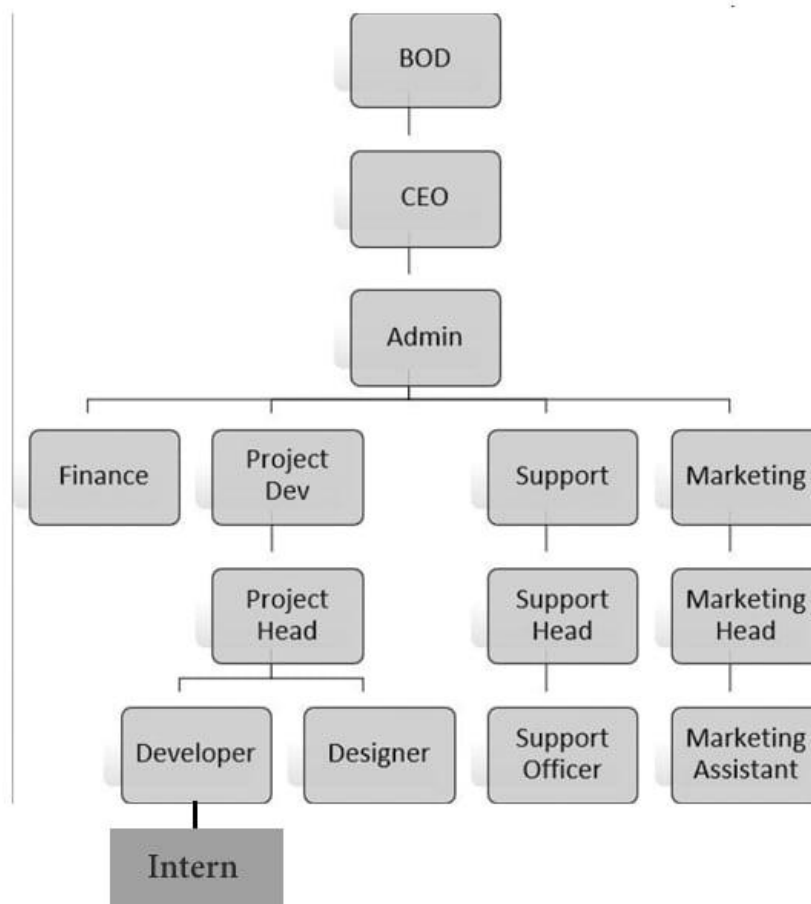 BOD
CEO
Admin
Finance
Project
Dev
Support
Marketing
Project
Head
Support
Head
Marketing
Head
Developer
Designer
Support
Officer
Marketing
Assistant
Intern